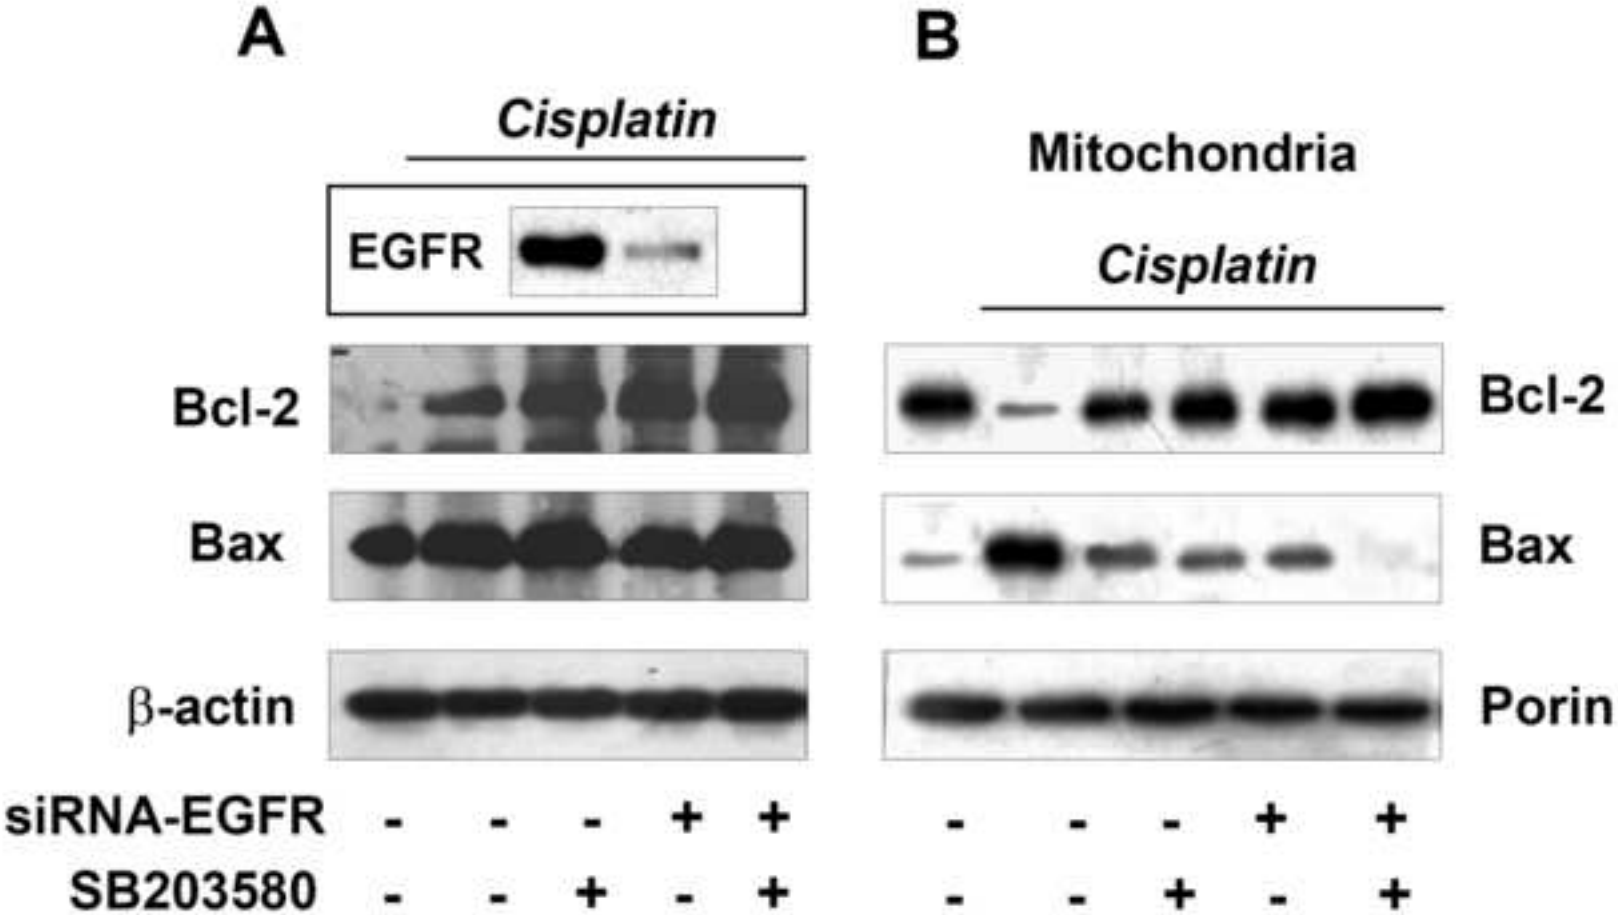 A
Cisplatin
EGFR
Bcl-2
Bax
β-actin
siRNA-EGFR - - - + +
SB203580 - - + - +
B
Mitochondria
Cisplatin
Bcl-2
Bax
Porin
- - - + +
- - + - +